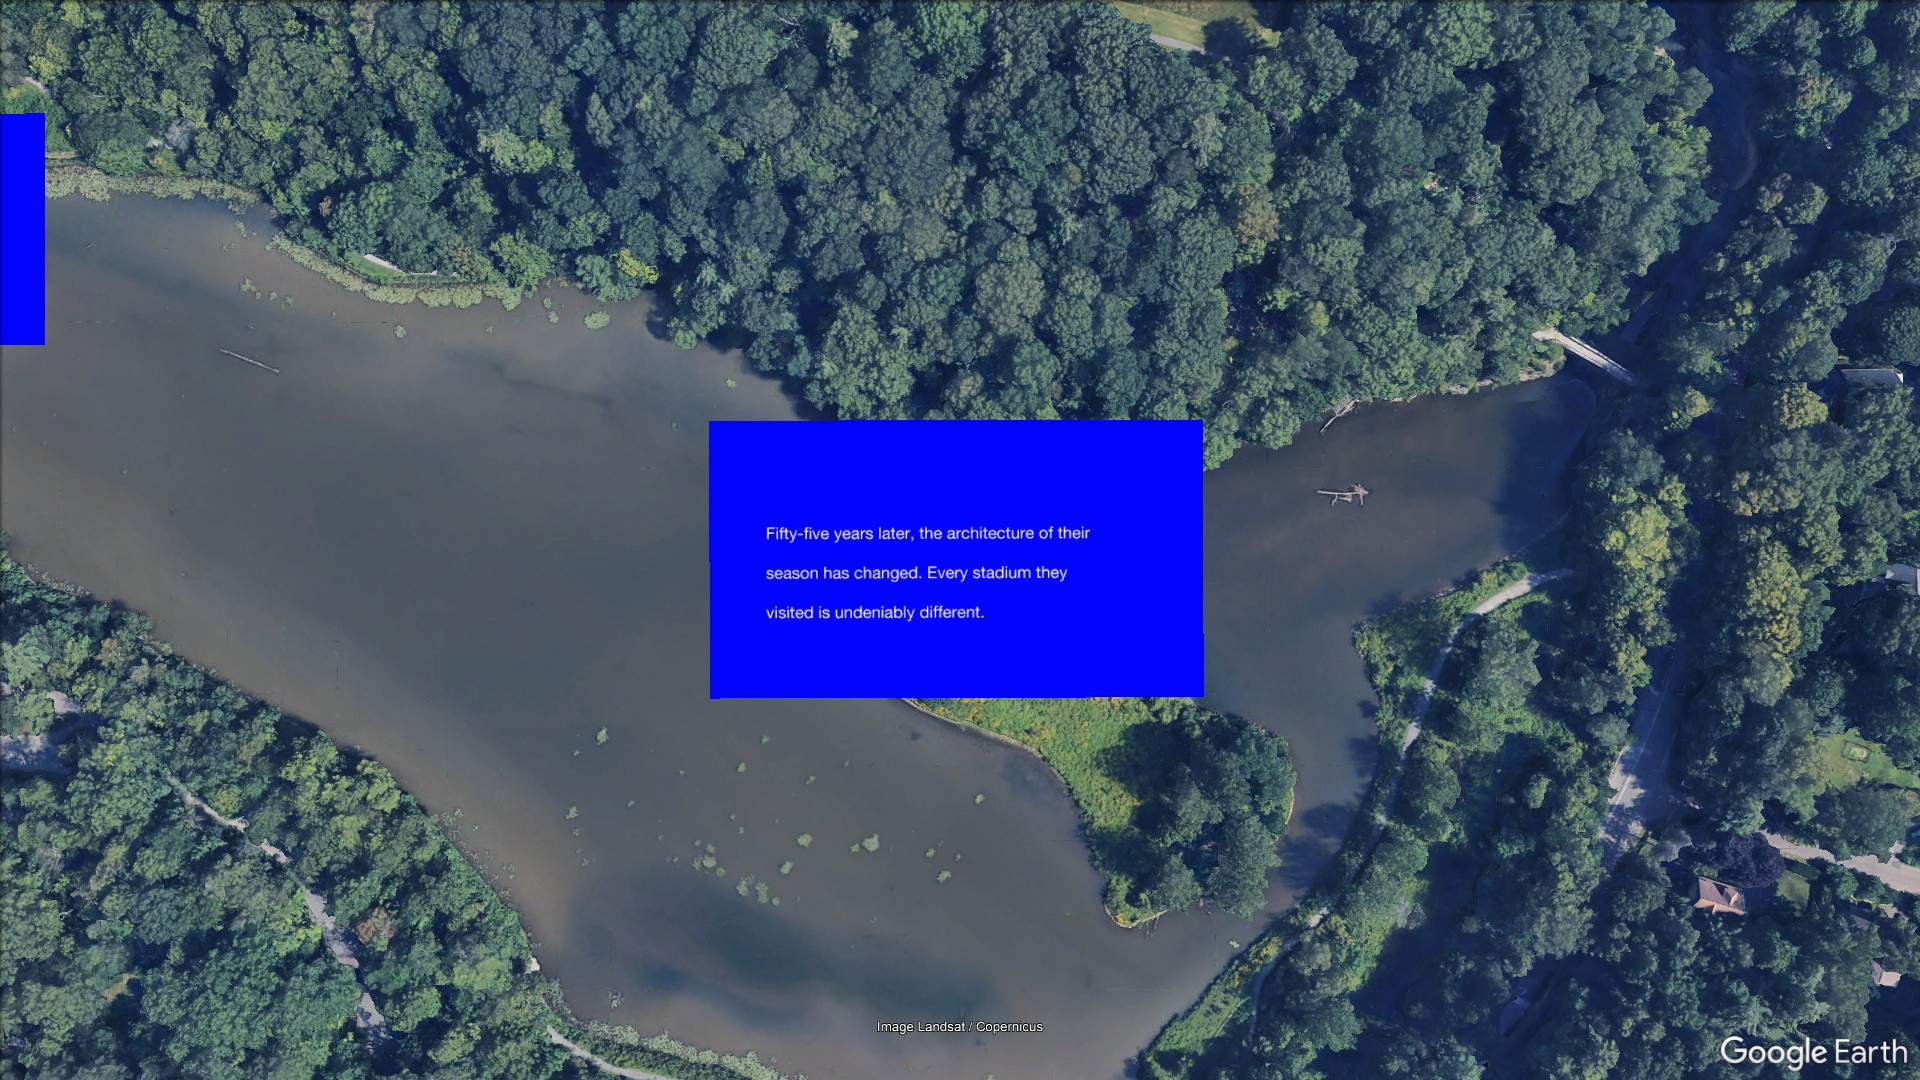 Fifty-five years later, the architecture of their
season has changed. Every stadium they
visited is undeniably different.
Image Landsat / Copernicus
Google Earth